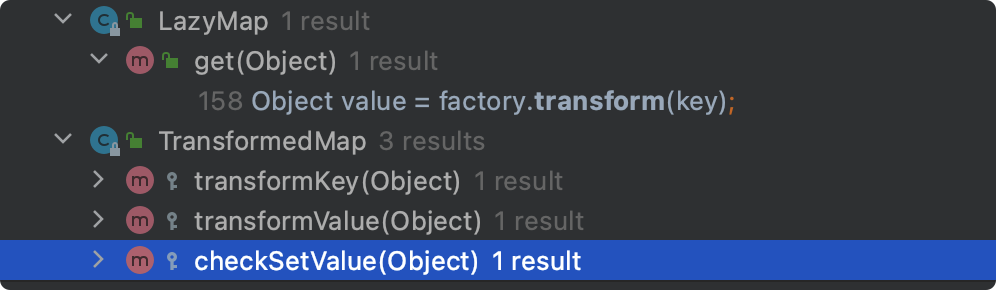 LazyMap 1 result
get(Object) 1 result
158 Object value = factory.transform(key);
TransformedMap 3 results
transformKey(Object) 1 result
transformValue(Object) 1 result
checkSetValue(Object) 1 result